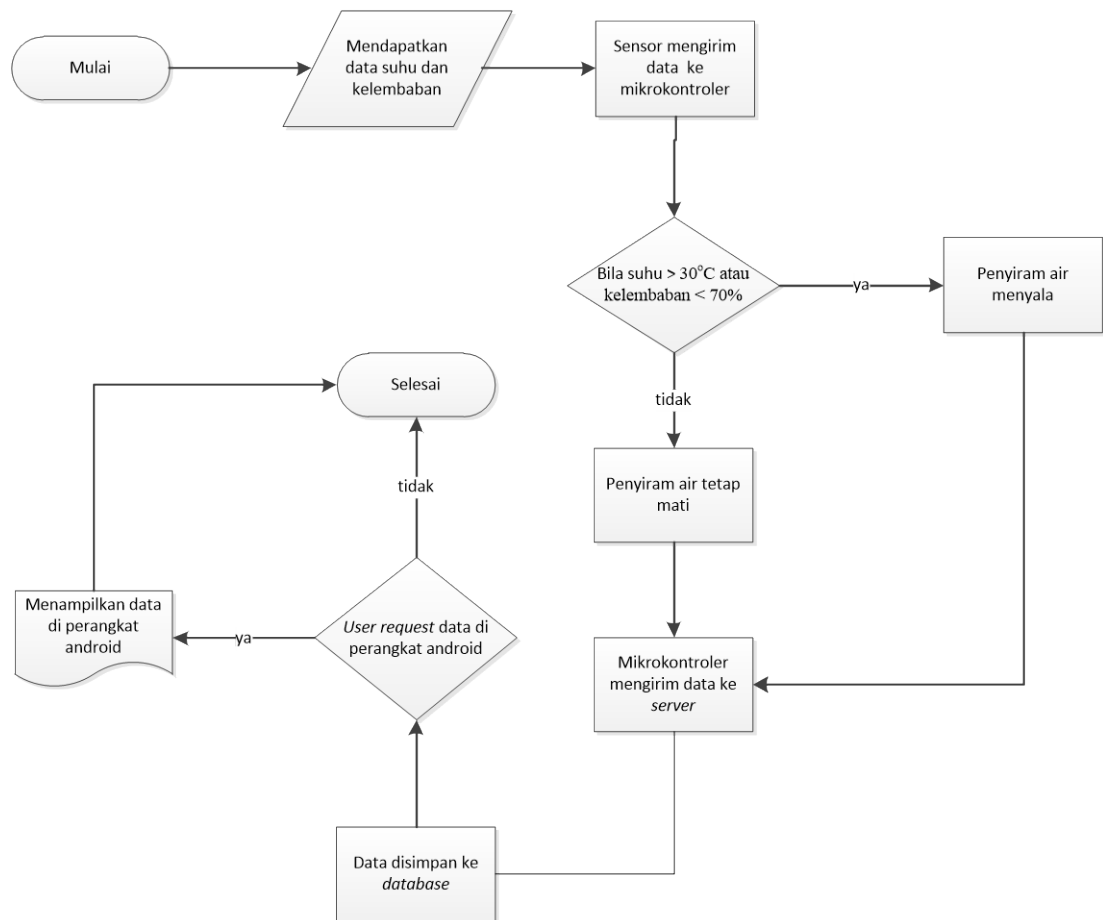 Mulai
Mendapatkan
data suhu dan
kelembaban
Sensor mengirim
data ke
mikrokontroler
Bila suhu > 30°C atau
kelembaban < 70%
ya
Penyiram air
menyala
tidak
Penyiram air tetap
mati
Mikrokontroler
mengirim data ke
server
Data disimpan ke
database
User request data di
perangkat android
ya
Menampilkan data
di perangkat
android
tidak
Selesai